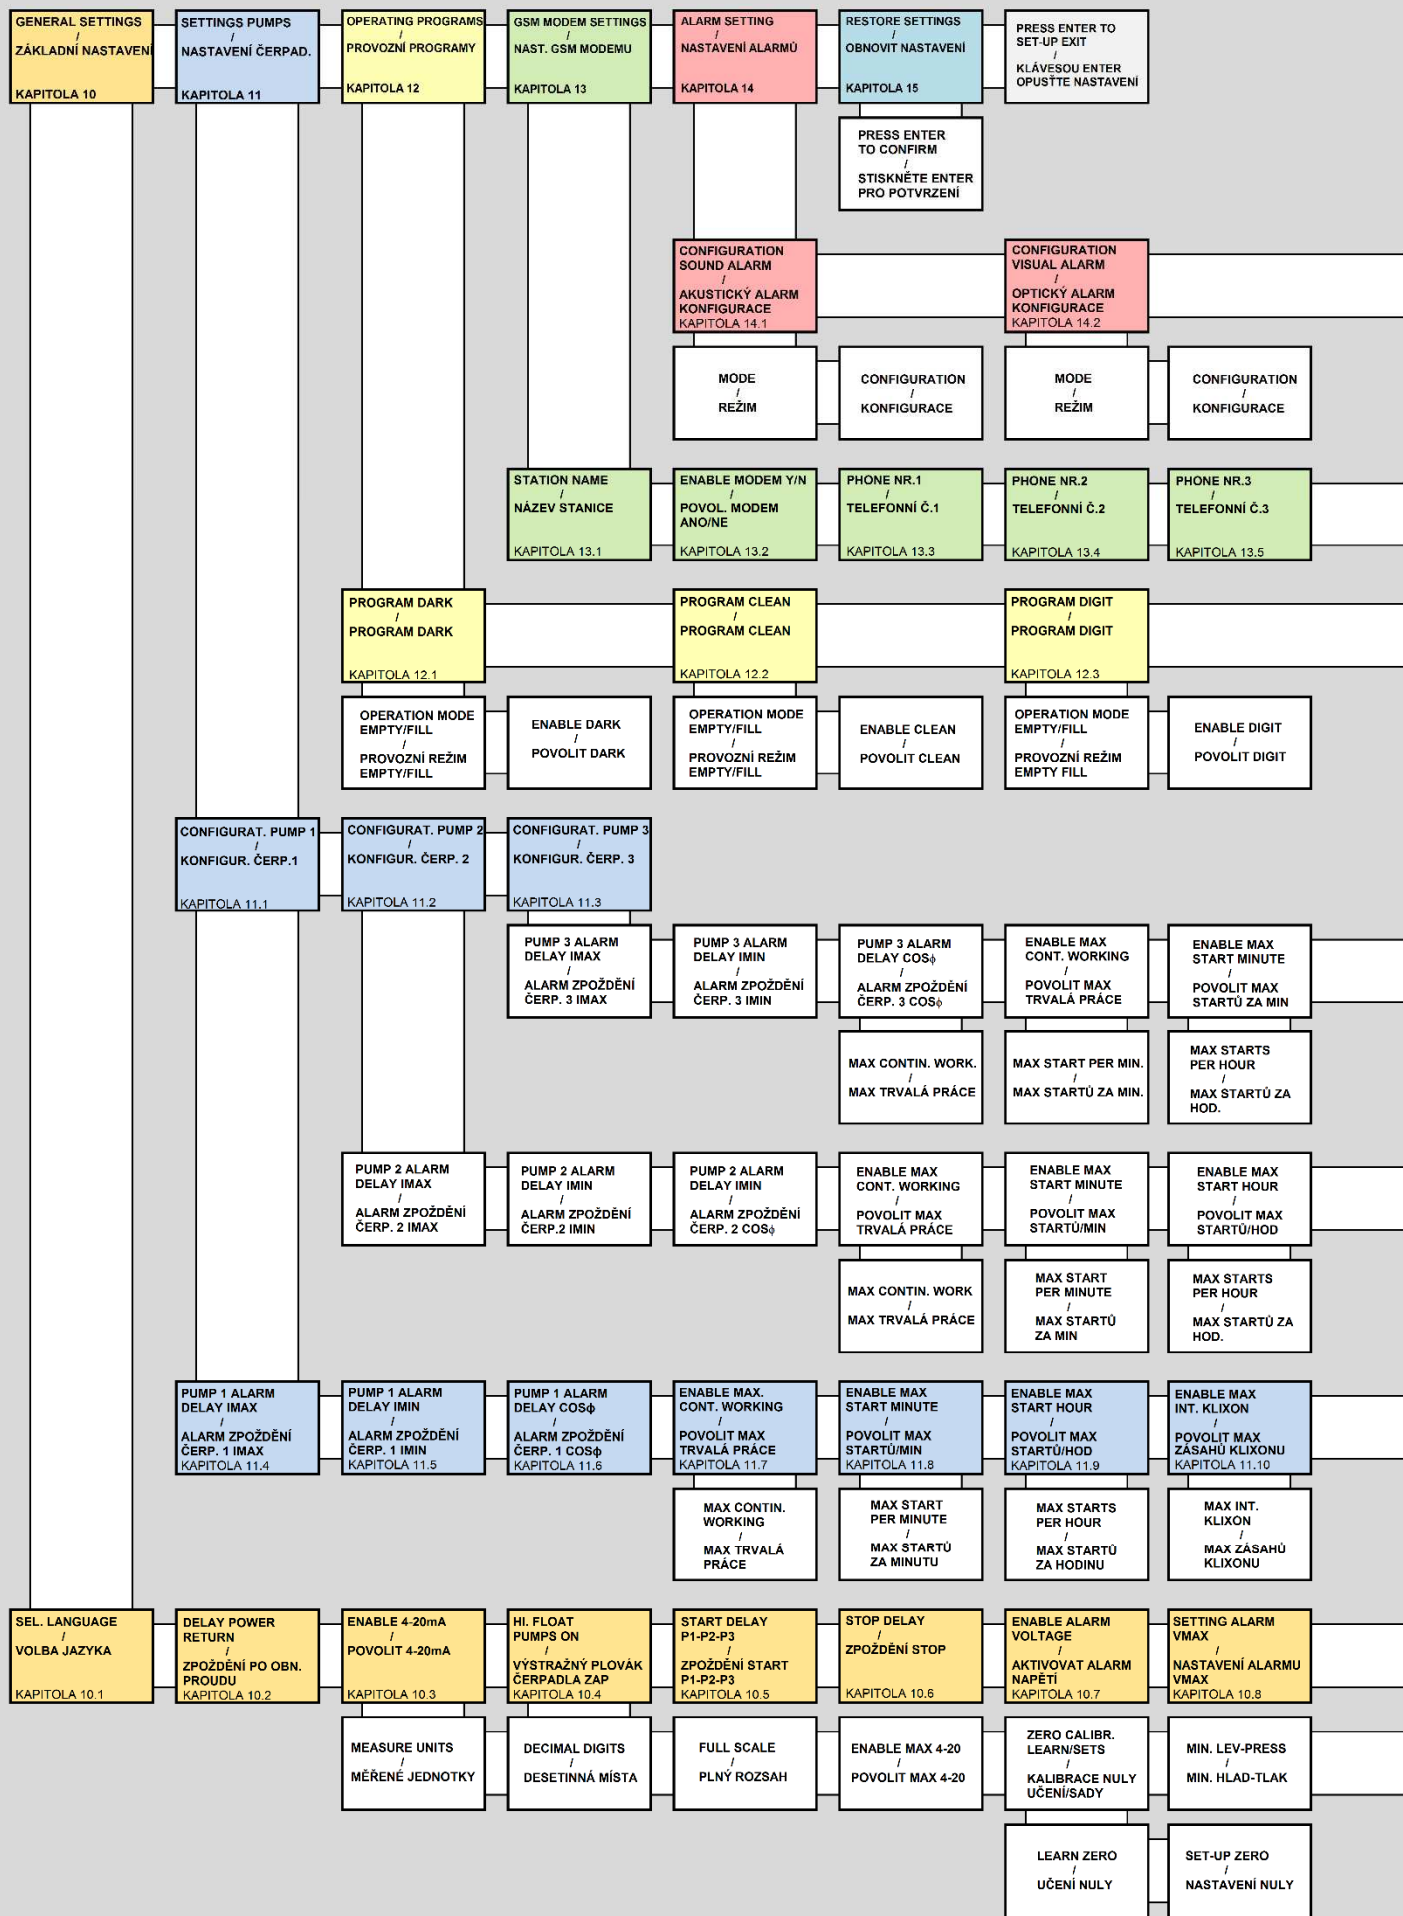 GENERAL SETTINGS
/
ZÁKLADNÍ NASTAVENÍ
KAPITOLA 10
SETTINGS PUMPS
/
NASTAVENÍ ČERPAD.
KAPITOLA 11
OPERATING PROGRAMS
/
PROVOZNÍ PROGRAMY
KAPITOLA 12
GSM MODEM SETTINGS
/
NAST. GSM MODEMU
KAPITOLA 13
ALARM SETTING
/
NASTAVENÍ ALARMŮ
KAPITOLA 14
RESTORE SETTINGS
/
OBNOVIT NASTAVENÍ
KAPITOLA 15
PRESS ENTER TO
SET-UP EXIT
/
KLÁVESOU ENTER
OPUSŤTE NASTAVENÍ
PRESS ENTER
TO CONFIRM
/
STISKNĚTE ENTER
PRO POTVRZENÍ
CONFIGURATION
SOUND ALARM
/
AKUSTICKÝ ALARM
KONFIGURACE
KAPITOLA 14.1
CONFIGURATION
VISUAL ALARM
/
OPTICKÝ ALARM
KONFIGURACE
KAPITOLA 14.2
MODE
/
REŽIM
CONFIGURATION
/
KONFIGURACE
MODE
/
REŽIM
CONFIGURATION
/
KONFIGURACE
STATION NAME
/
NÁZEV STANICE
KAPITOLA 13.1
ENABLE MODEM Y/N
/
POVOL. MODEM
ANO/NE
KAPITOLA 13.2
PHONE NR.1
/
TELEFONNÍ Č.1
KAPITOLA 13.3
PHONE NR.2
/
TELEFONNÍ Č.2
KAPITOLA 13.4
PHONE NR.3
/
TELEFONNÍ Č.3
KAPITOLA 13.5
PROGRAM DARK
/
PROGRAM DARK
KAPITOLA 12.1
PROGRAM CLEAN
/
PROGRAM CLEAN
KAPITOLA 12.2
PROGRAM DIGIT
/
PROGRAM DIGIT
KAPITOLA 12.3
OPERATION MODE
EMPTY/FILL
/
PROVOZNÍ REŽIM
EMPTY/FILL
ENABLE DARK
/
POVOLIT DARK
OPERATION MODE
EMPTY/FILL
/
PROVOZNÍ REŽIM
EMPTY/FILL
ENABLE CLEAN
/
POVOLIT CLEAN
OPERATION MODE
EMPTY/FILL
/
PROVOZNÍ REŽIM
EMPTY FILL
ENABLE DIGIT
/
POVOLIT DIGIT
CONFIGURAT. PUMP 1
/
KONFIGUR. ČERP.1
KAPITOLA 11.1
CONFIGURAT. PUMP 2
/
KONFIGUR. ČERP. 2
KAPITOLA 11.2
CONFIGURAT. PUMP 3
/
KONFIGUR. ČERP. 3
KAPITOLA 11.3
PUMP 3 ALARM
DELAY IMAX
/
ALARM ZPOŽDĚNÍ
ČERP. 3 IMAX
PUMP 3 ALARM
DELAY IMIN
/
ALARM ZPOŽDĚNÍ
ČERP. 3 IMIN
PUMP 3 ALARM
DELAY COSϕ
/
ALARM ZPOŽDĚNÍ
ČERP. 3 COSϕ
ENABLE MAX
CONT. WORKING
/
POVOLIT MAX
TRVALÁ PRÁCE
ENABLE MAX
START MINUTE
/
POVOLIT MAX
STARTŮ ZA MIN
MAX CONTIN. WORK.
/
MAX TRVALÁ PRÁCE
MAX START PER MIN.
/
MAX STARTŮ ZA MIN.
MAX STARTS
PER HOUR
/
MAX STARTŮ ZA
HOD.
PUMP 2 ALARM
DELAY IMAX
/
ALARM ZPOŽDĚNÍ
ČERP. 2 IMAX
PUMP 2 ALARM
DELAY IMIN
/
ALARM ZPOŽDĚNÍ
ČERP.2 IMIN
PUMP 2 ALARM
DELAY IMIN
/
ALARM ZPOŽDĚNÍ
ČERP. 2 COSϕ
ENABLE MAX
CONT. WORKING
/
POVOLIT MAX
TRVALÁ PRÁCE
ENABLE MAX
START MINUTE
/
POVOLIT MAX
STARTŮ/MIN
ENABLE MAX
START HOUR
/
POVOLIT MAX
STARTŮ/HOD
MAX CONTIN. WORK
/
MAX TRVALÁ PRÁCE
MAX START
PER MINUTE
/
MAX STARTŮ
ZA MIN
MAX STARTS
PER HOUR
/
MAX STARTŮ ZA
HOD.
PUMP 1 ALARM
DELAY IMAX
/
ALARM ZPOŽDĚNÍ
ČERP. 1 IMAX
KAPITOLA 11.4
PUMP 1 ALARM
DELAY IMIN
/
ALARM ZPOŽDĚNÍ
ČERP. 1 IMIN
KAPITOLA 11.5
PUMP 1 ALARM
DELAY COSϕ
/
ALARM ZPOŽDĚNÍ
ČERP. 1 COSϕ
KAPITOLA 11.6
ENABLE MAX.
CONT. WORKING
/
POVOLIT MAX
TRVALÁ PRÁCE
KAPITOLA 11.7
ENABLE MAX
START MINUTE
/
POVOLIT MAX
STARTŮ/MIN
KAPITOLA 11.8
ENABLE MAX
START HOUR
/
POVOLIT MAX
STARTŮ/HOD
KAPITOLA 11.9
ENABLE MAX
INT. KLIXON
/
POVOLIT MAX
ZÁSAHŮ KLIXONU
KAPITOLA 11.10
MAX CONTIN.
WORKING
/
MAX TRVALÁ
PRÁCE
MAX START
PER MINUTE
/
MAX STARTŮ
ZA MINUTU
MAX STARTS
PER HOUR
/
MAX STARTŮ
ZA HODINU
MAX INT.
KLIXON
/
MAX ZÁSAHŮ
KLIXONU
SEL. LANGUAGE
/
VOLBA JAZYKA
KAPITOLA 10.1
DELAY POWER
RETURN
/
ZPOŽDĚNÍ PO OBN.
PROUDU
KAPITOLA 10.2
ENABLE 4-20mA
/
POVOLIT 4-20mA
KAPITOLA 10.3
HI. FLOAT
PUMPS ON
/
VÝSTRAŽNÝ PLOVÁK
ČERPADLA ZAP
KAPITOLA 10.4
START DELAY
P1-P2-P3
/
ZPOŽDĚNÍ START
P1-P2-P3
KAPITOLA 10.5
STOP DELAY
/
ZPOŽDĚNÍ STOP
KAPITOLA 10.6
ENABLE ALARM
VOLTAGE
/
AKTIVOVAT ALARM
NAPĚTÍ
KAPITOLA 10.7
SETTING ALARM
VMAX
/
NASTAVENÍ ALARMU
VMAX
KAPITOLA 10.8
MEASURE UNITS
/
MĚŘENÉ JEDNOTKY
DECIMAL DIGITS
/
DESETINNÁ MÍSTA
FULL SCALE
/
PLNÝ ROZSAH
ENABLE MAX 4-20
/
POVOLIT MAX 4-20
ZERO CALIBR.
LEARN/SETS
/
KALIBRACE NULY
UČENÍ/SADY
MIN. LEV-PRESS
/
MIN. HLAD-TLAK
LEARN ZERO
/
UČENÍ NULY
SET-UP ZERO
/
NASTAVENÍ NULY